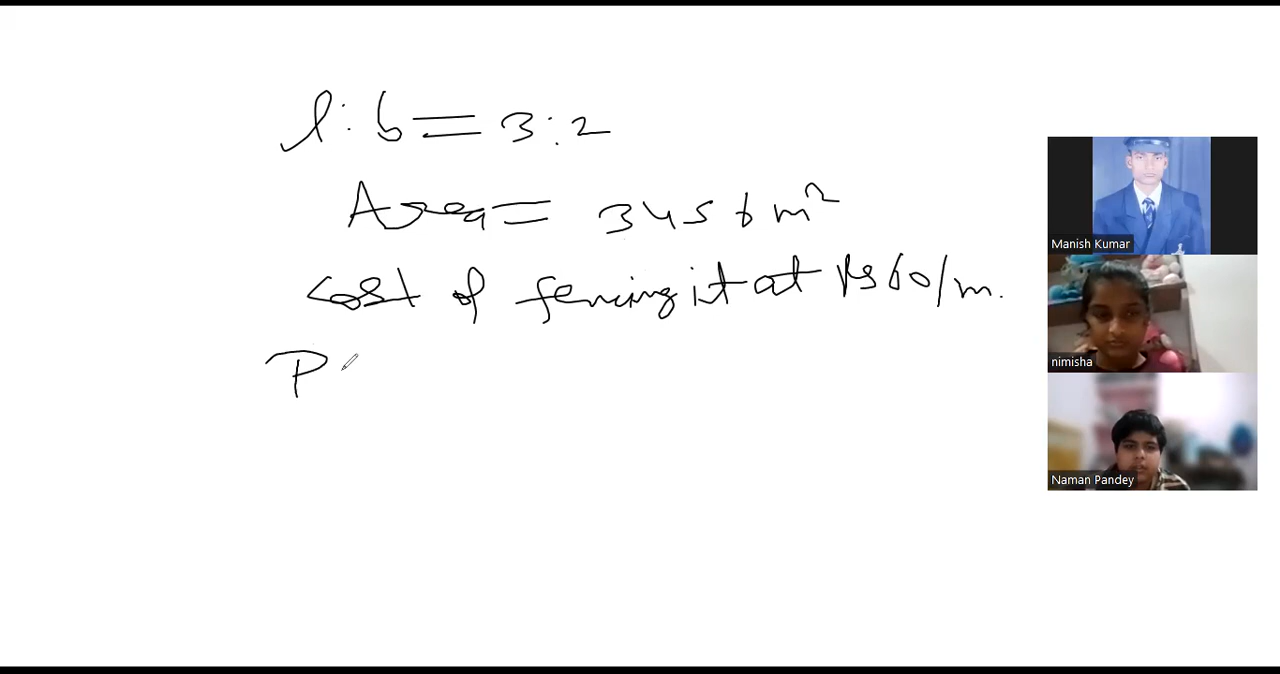 l : b = 3 : 2
Area = 3456 m²
cost of fencing it at Rs 60/m.
P
Manish Kumar
nimisha
Naman Pandey